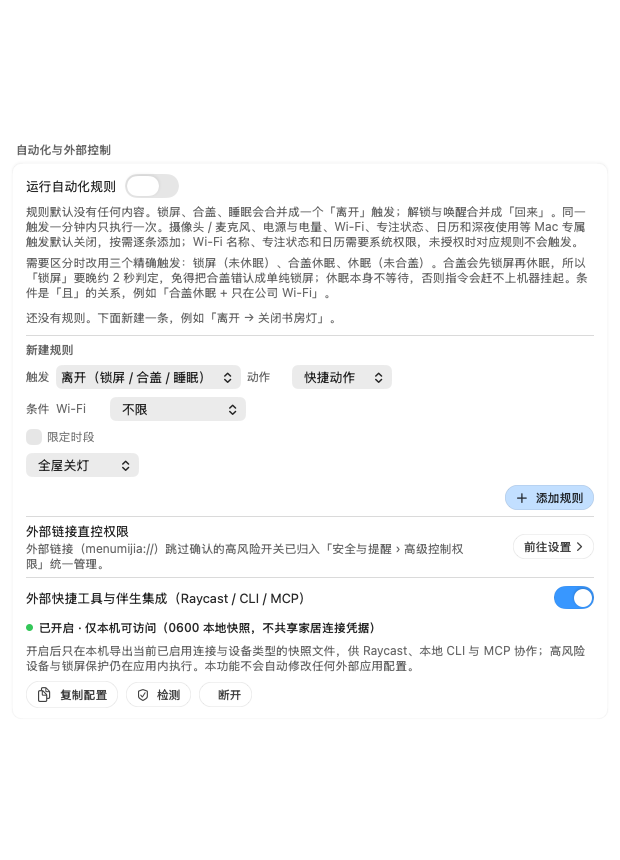 自动化与外部控制
运行自动化规则
规则默认没有任何内容。锁屏、合盖、睡眠会合并成一个「离开」触发；解锁与唤醒合并成「回来」。同一
触发一分钟内只执行一次。摄像头 / 麦克风、电源与电量、Wi-Fi、专注状态、日历和深夜使用等 Mac 专属
触发默认关闭，按需逐条添加；Wi-Fi 名称、专注状态和日历需要系统权限，未授权时对应规则不会触发。
需要区分时改用三个精确触发：锁屏（未休眠）、合盖休眠、休眠（未合盖）。合盖会先锁屏再休眠，所以
「锁屏」要晚约 2 秒判定，免得把合盖错认成单纯锁屏；休眠本身不等待，否则指令会赶不上机器挂起。条
件是「且」的关系，例如「合盖休眠 + 只在公司 Wi-Fi」。
还没有规则。下面新建一条，例如「离开 → 关闭书房灯」。
新建规则
触发 离开（锁屏 / 合盖 / 睡眠） 动作 快捷动作
条件 Wi-Fi 不限
限定时段
全屋关灯
添加规则
外部链接直控权限
外部链接（menumijia://）跳过确认的高风险开关已归入「安全与提醒 › 高级控制权
限」统一管理。
前往设置
外部快捷工具与伴生集成（Raycast / CLI / MCP）
已开启 · 仅本机可访问（0600 本地快照，不共享家居连接凭据）
开启后只在本机导出当前已启用连接与设备类型的快照文件，供 Raycast、本地 CLI 与 MCP 协作；高风险
设备与锁屏保护仍在应用内执行。本功能不会自动修改任何外部应用配置。
复制配置 检测 断开